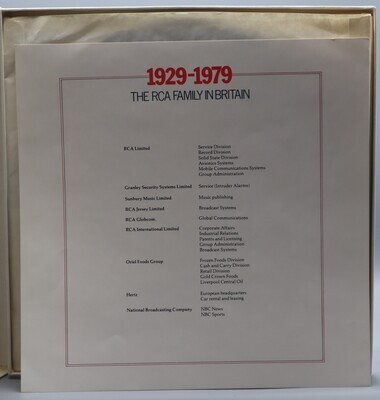 1929-1979
THE RCA FAMILY IN BRITAIN
RCA Limited Service Division
Record Division
Solid State Division
Avionics Systems
Mobile Communications Systems
Group Administration
Security Systems Limited Service (Intruder Alarms)
Sunbury Music Limited Music publishing
RCA Jersey Limited Broadcast Systems
RCA Globcom. Global Communications
RCA International Limited Corporate Affairs
Industrial Relations
Patents and Licensing
Group Administration
Broadcast Systems
Oriel Foods Group Frozen Foods Division
Cash and Carry Division
Retail Division
Gold Crown Foods
Liverpool Central Oil
Hertz European headquarters
Car rental and leasing
National Broadcasting Company NBC News
NBC Sports